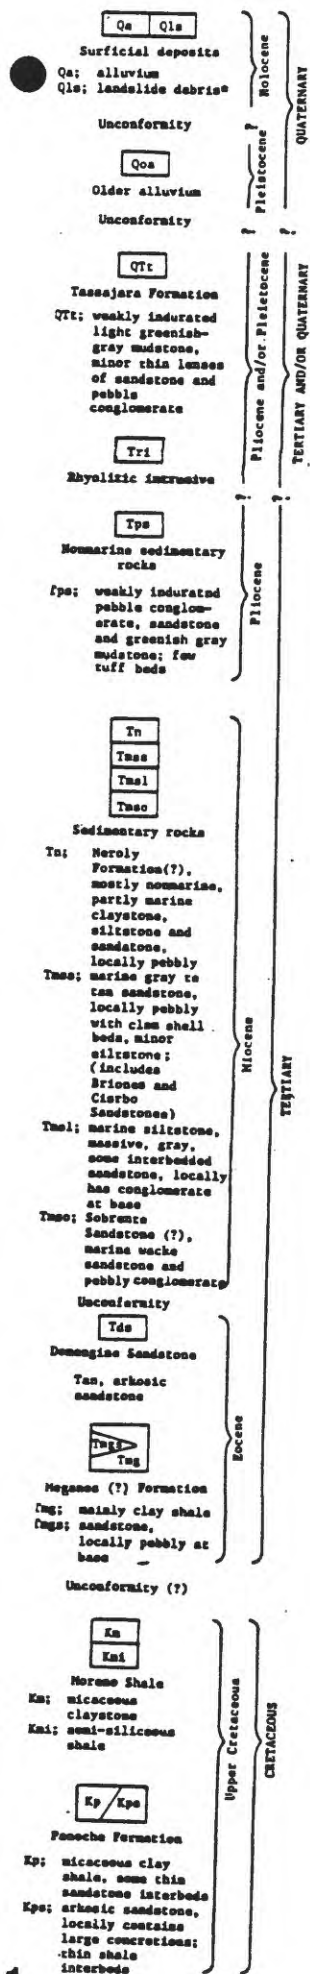 Qa Qls
Surficial deposits
Qa; alluvium
Qls; landslide debris*
Holocene
QUATERNARY
Unconformity
?
Qoa
Older alluvium
Pleistocene
Unconformity
? ?
QTt
Tassajara Formation
QTt; weakly indurated
light greenish-
gray mudstone,
minor thin lenses
of sandstone and
pebble
conglomerate
Pliocene and/or Pleistocene
TERTIARY AND/OR QUATERNARY
Tri
Rhyolitic intrusive
? ?
Tps
Nonmarine sedimentary
rocks
Tps; weakly indurated
pebble conglom-
erate, sandstone
and greenish gray
mudstone; few
tuff beds
Pliocene
Tn
Tmss
Tmsl
Tmso
Sedimentary rocks
Tn; Neroly
Formation(?),
mostly nonmarine,
partly marine
claystone,
siltstone and
sandstone,
locally pebbly
Tmss; marine gray to
tan sandstone,
locally pebbly
with clam shell
beds, minor
siltstone;
(includes
Briones and
Cierbo
Sandstones)
Tmsl; marine siltstone,
massive, gray,
some interbedded
sandstone, locally
has conglomerate
at base
Tmso; Sobrante
Sandstone (?),
marine wacke
sandstone and
pebbly conglomerate
Miocene
TERTIARY
Unconformity
Tds
Domengine Sandstone
Tan, arkosic
sandstone
Tmgs
Tmg
Meganos (?) Formation
Tmg; mainly clay shale
Tmgs; sandstone,
locally pebbly at
base
Eocene
Unconformity (?)
Km
Kmi
Moreno Shale
Km; micaceous
claystone
Kmi; semi-siliceous
shale
Upper Cretaceous
CRETACEOUS
Kp Kps
Panoche Formation
Kp; micaceous clay
shale, some thin
sandstone interbeds
Kps; arkosic sandstone,
locally contains
large concretions;
thin shale
interbeds